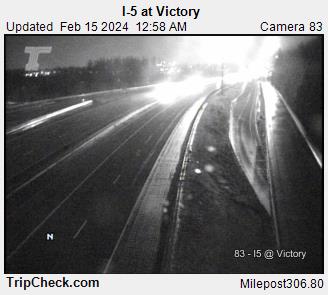 I-5 at Victory
Updated Feb 15 2024 12:58 AM Camera 83
T
N
83 - I5 @ Victory
TripCheck.com Milepost306.80